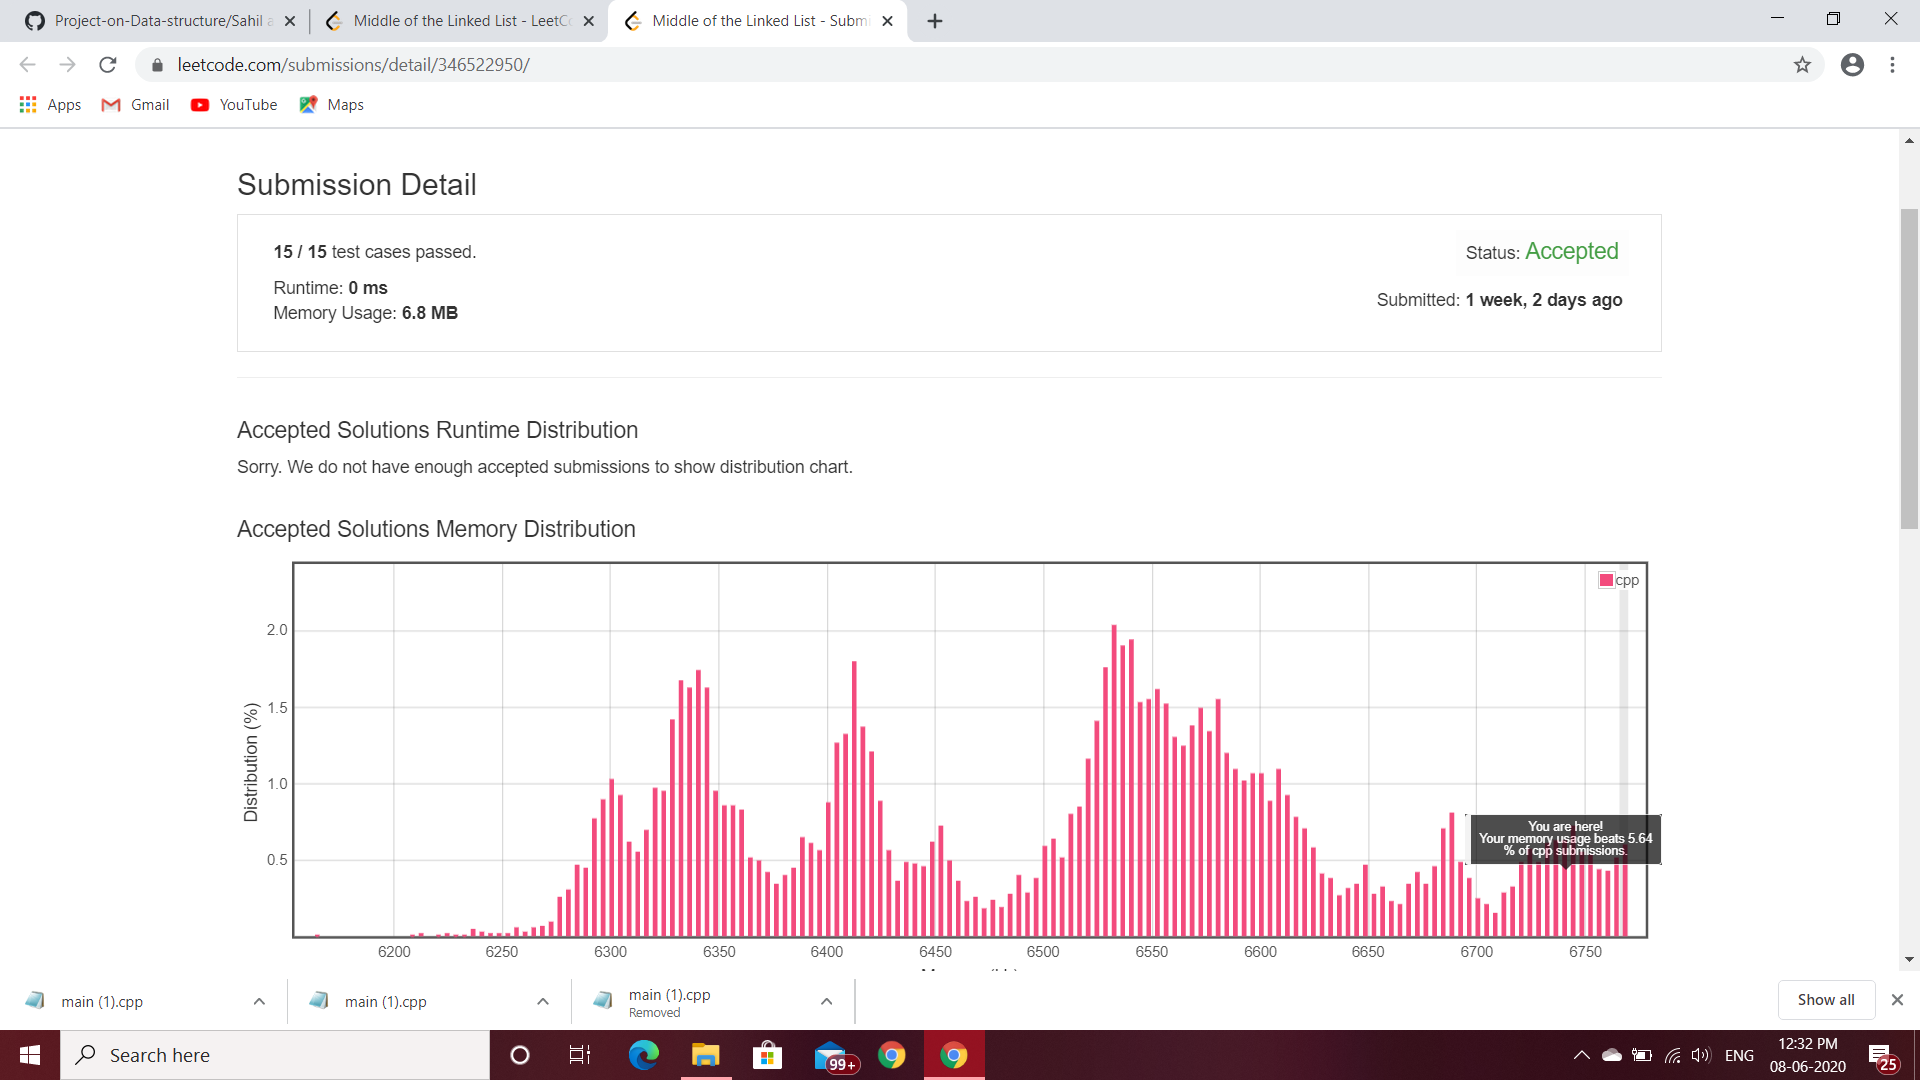 Project-on-Data-structure/Sahil a
Middle of the Linked List - LeetCo
Middle of the Linked List - Submi
leetcode.com/submissions/detail/346522950/
Apps
Gmail
YouTube
Maps
Submission Detail
15 / 15 test cases passed.
Status: Accepted
Runtime: 0 ms
Submitted: 1 week, 2 days ago
Memory Usage: 6.8 MB
Accepted Solutions Runtime Distribution
Sorry. We do not have enough accepted submissions to show distribution chart.
Accepted Solutions Memory Distribution
cpp
2.0
1.5
1.0
0.5
Distribution (%)
You are here!
Your memory usage beats 5.64
% of cpp submissions.
6200 6250 6300 6350 6400 6450 6500 6550 6600 6650 6700 6750
main (1).cpp
main (1).cpp
main (1).cpp
Removed
Show all
Search here
99+
ENG
12:32 PM
08-06-2020
25